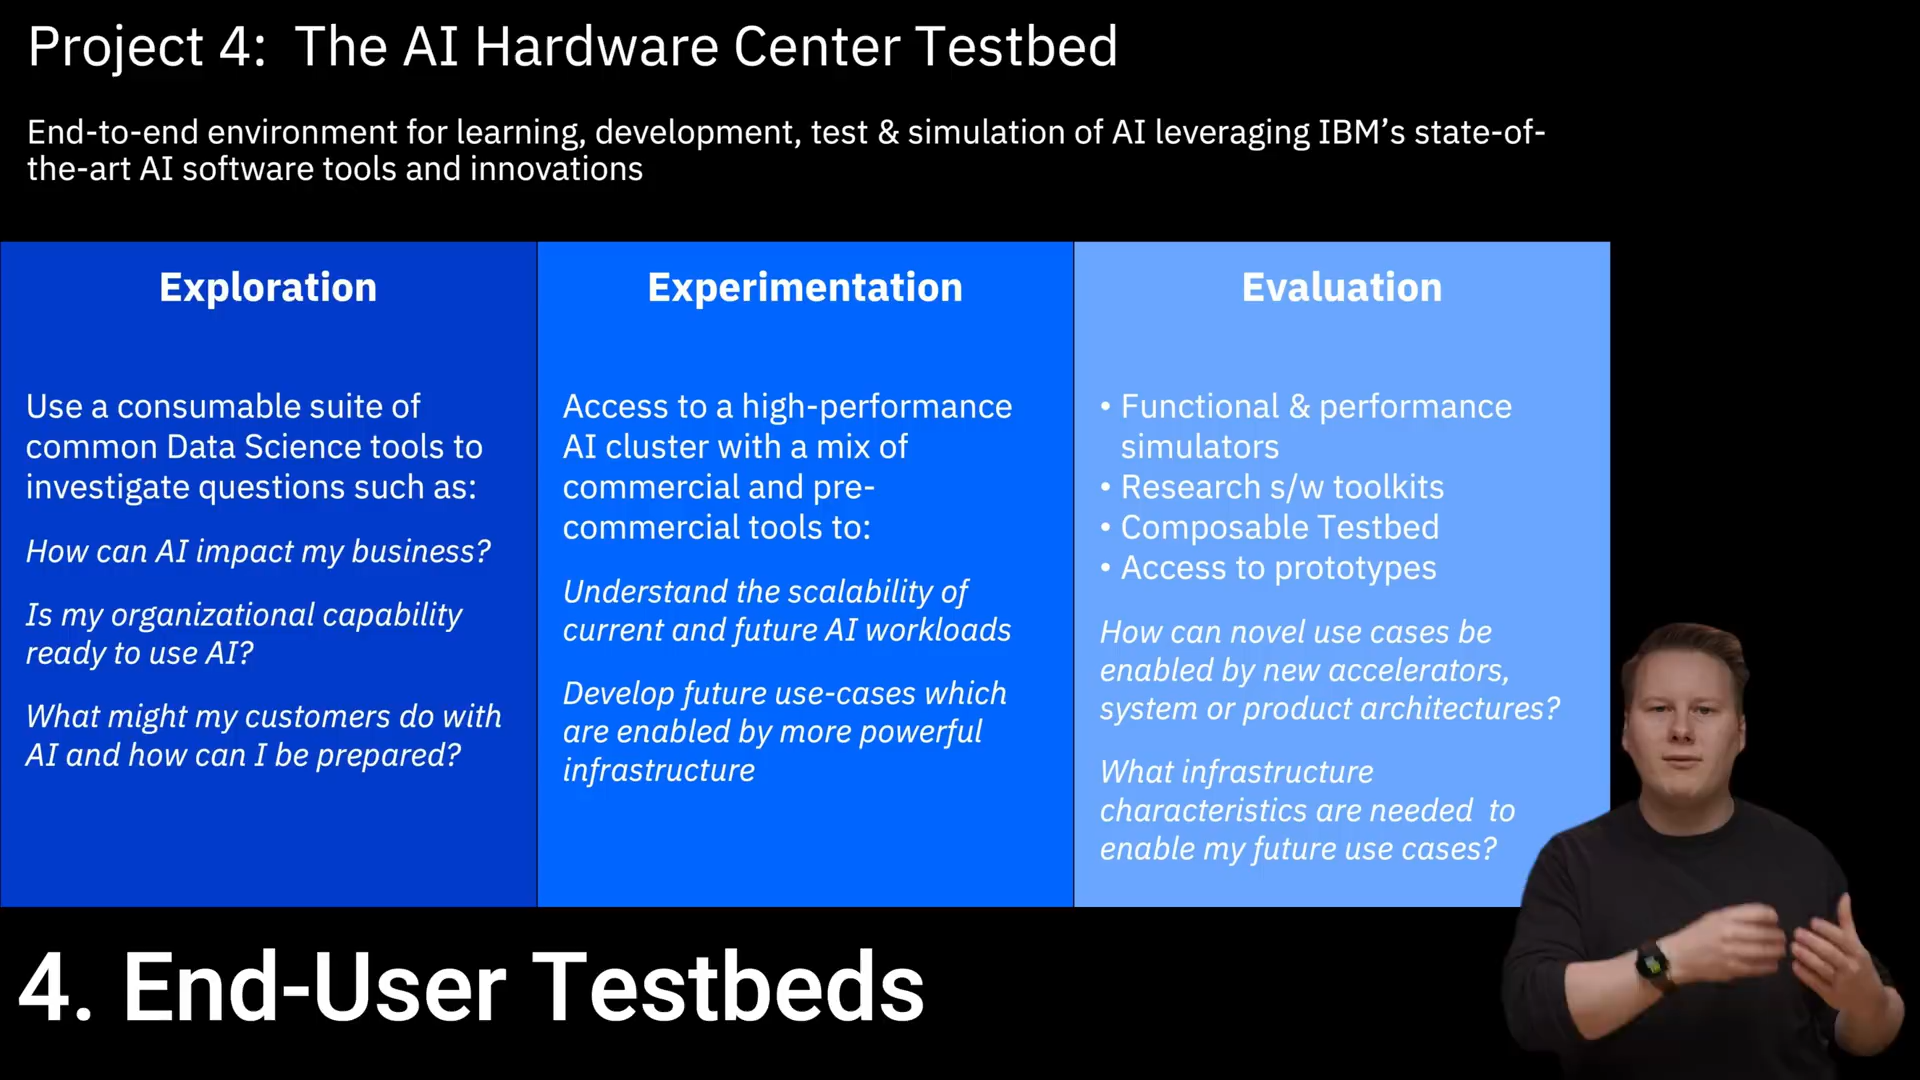 Project 4:  The AI Hardware Center Testbed
End-to-end environment for learning, development, test & simulation of AI leveraging IBM’s state-of-
the-art AI software tools and innovations
Exploration
Use a consumable suite of
common Data Science tools to
investigate questions such as:
How can AI impact my business?
Is my organizational capability
ready to use AI?
What might my customers do with
AI and how can I be prepared?
Experimentation
Access to a high-performance
AI cluster with a mix of
commercial and pre-
commercial tools to:
Understand the scalability of
current and future AI workloads
Develop future use-cases which
are enabled by more powerful
infrastructure
Evaluation
• Functional & performance
simulators
• Research s/w toolkits
• Composable Testbed
• Access to prototypes
How can novel use cases be
enabled by new accelerators,
system or product architectures?
What infrastructure
characteristics are needed  to
enable my future use cases?
4. End-User Testbeds